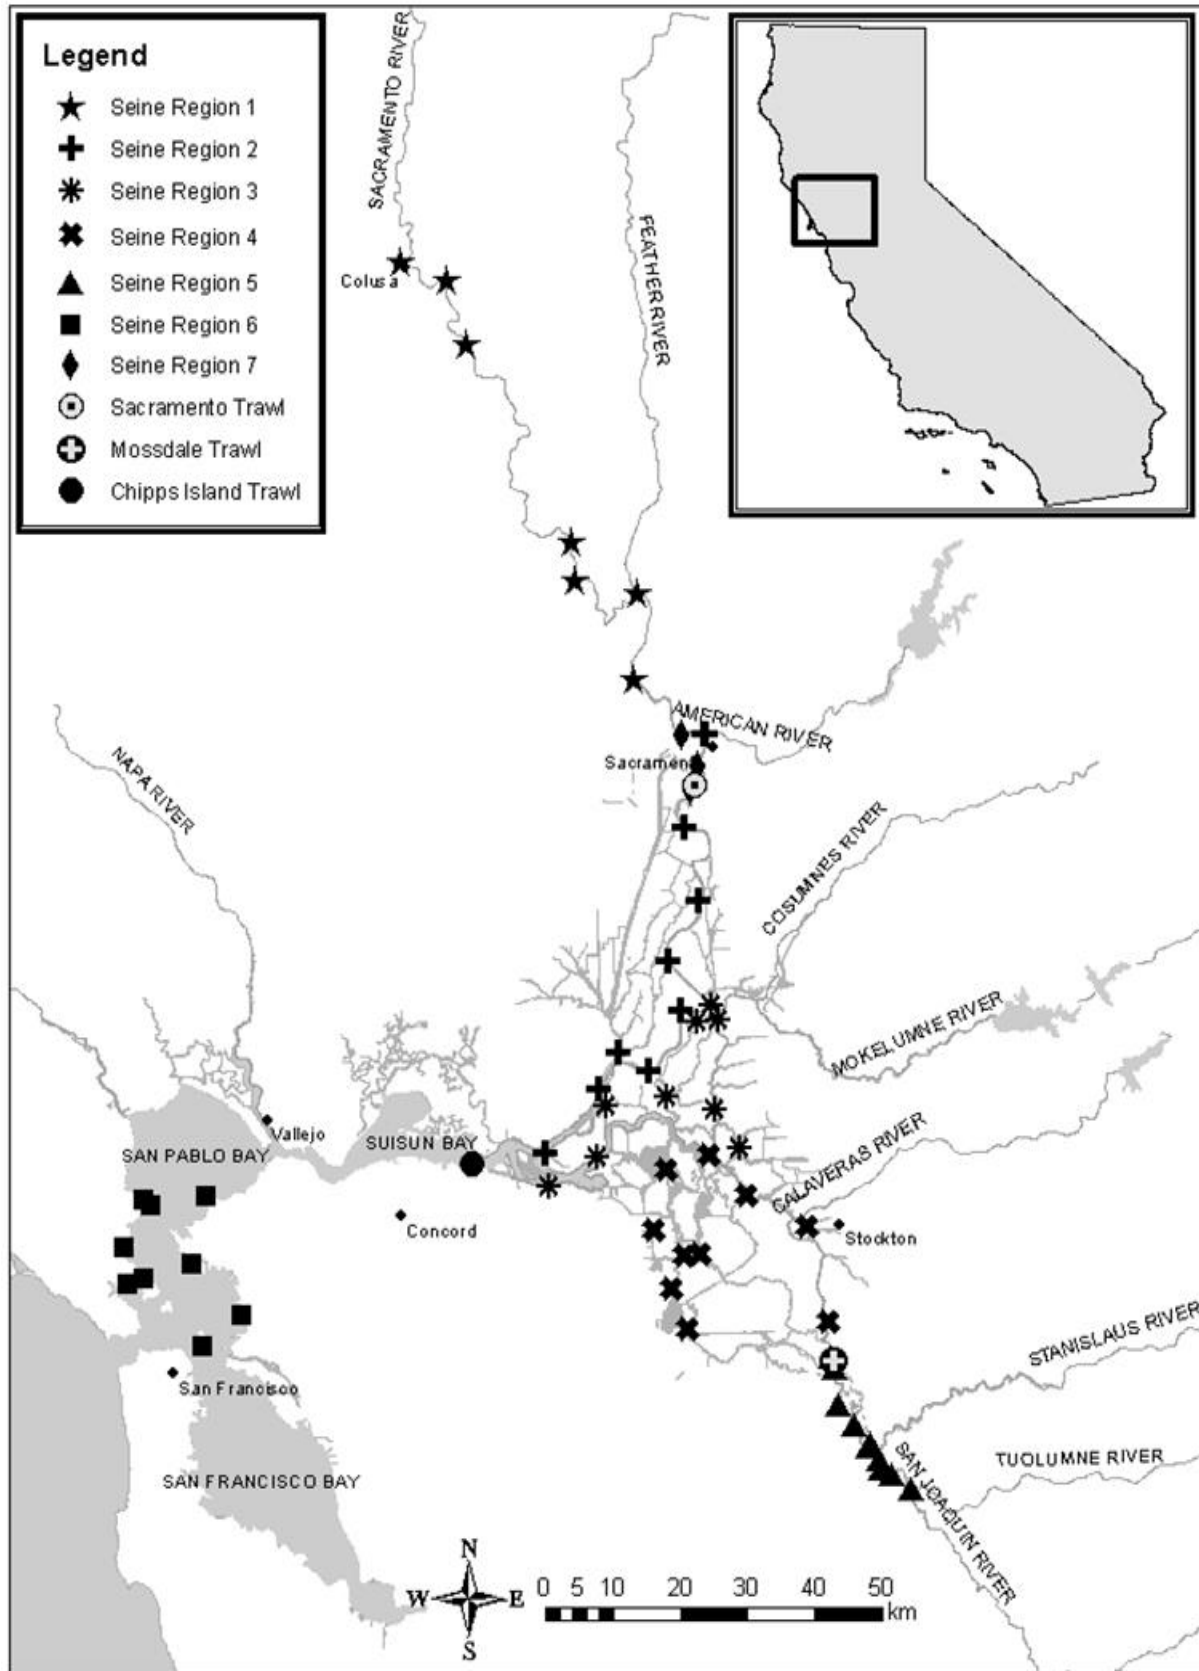 Legend
Seine Region 1
Seine Region 2
Seine Region 3
Seine Region 4
Seine Region 5
Seine Region 6
Seine Region 7
Sacramento Trawl
Mossdale Trawl
Chipps Island Trawl
SACRAMENTO RIVER
FEATHER RIVER
Colusa
AMERICAN RIVER
Sacramen
NAPA RIVER
COSUMNES RIVER
MOKELUMNE RIVER
Vallejo
SUISUN BAY
SAN PABLO BAY
CALAVERAS RIVER
Concord
Stockton
STANISLAUS RIVER
San Francisco
TUOLUMNE RIVER
SAN JOAQUIN RIVER
SAN FRANCISCO BAY
N
W E
S
0 5 10 20 30 40 50
km